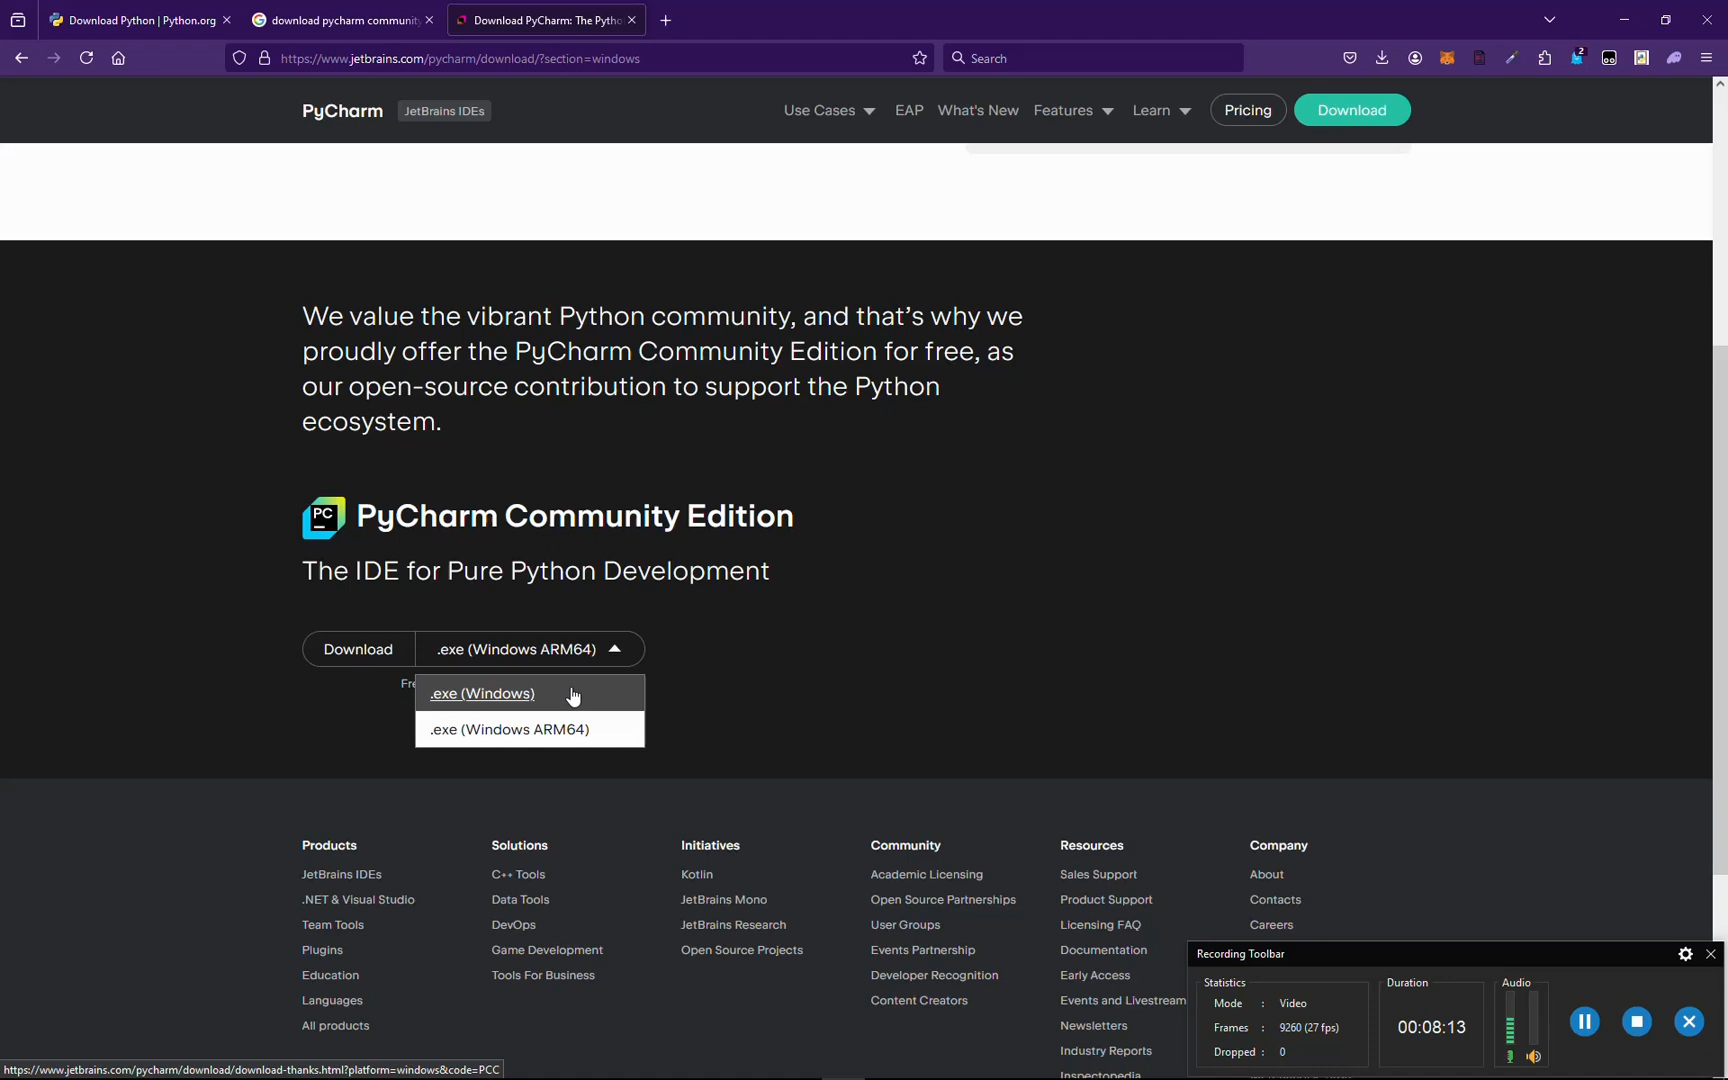 Download Python | Python.org
download pycharm community
Download PyCharm: The Pytho
https://www.jetbrains.com/pycharm/download/?section=windows
Search
2
PyCharm
JetBrains IDEs
Use Cases
EAP
What's New
Features
Learn
Pricing
Download
We value the vibrant Python community, and that's why we
proudly offer the PyCharm Community Edition for free, as
our open-source contribution to support the Python
ecosystem.
PC
PyCharm Community Edition
The IDE for Pure Python Development
Download
.exe (Windows ARM64)
Fre
.exe (Windows)
.exe (Windows ARM64)
Products
Solutions
Initiatives
Community
Resources
Company
JetBrains IDEs
C++ Tools
Kotlin
Academic Licensing
Sales Support
About
.NET & Visual Studio
Data Tools
JetBrains Mono
Open Source Partnerships
Product Support
Contacts
Team Tools
DevOps
JetBrains Research
User Groups
Licensing FAQ
Careers
Plugins
Game Development
Open Source Projects
Events Partnership
Documentation
Education
Tools For Business
Developer Recognition
Early Access
Languages
Content Creators
Events and Livestream
All products
Newsletters
Industry Reports
Inspectopedia
Recording Toolbar
Statistics
Mode : Video
Frames : 9260 (27 fps)
Dropped : 0
Duration
00:08:13
Audio
https://www.jetbrains.com/pycharm/download/download-thanks.html?platform=windows&code=PCC